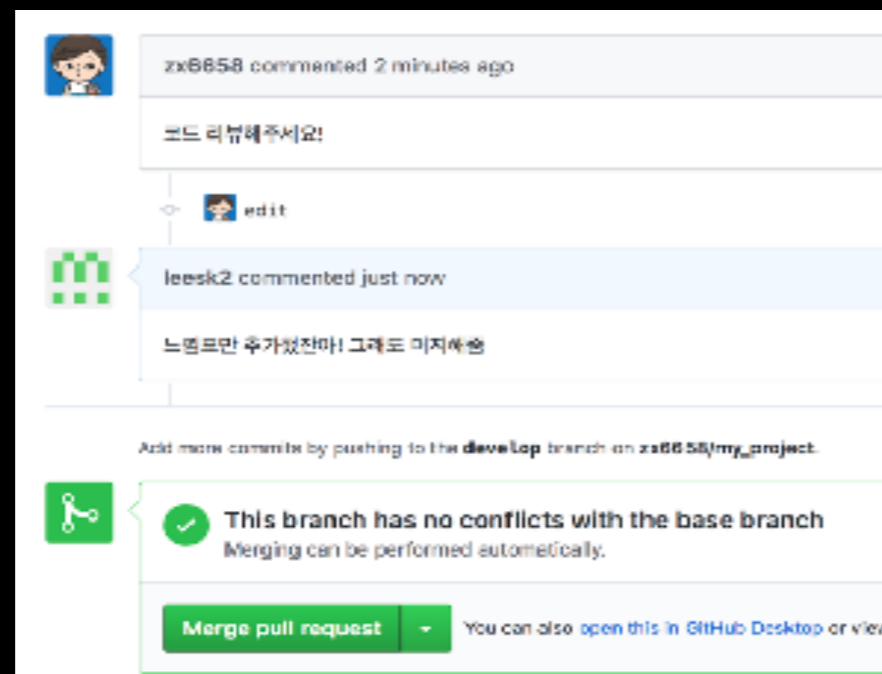 zx6658 commented 2 minutes ago
코드 리뷰해주세요!
edit
leesk2 commented just now
느낌표만 추가했잖아! 그래도 머지해줌
Add more commits by pushing to the develop branch on zx6658/my_project.
This branch has no conflicts with the base branch
Merging can be performed automatically.
Merge pull request
You can also open this in GitHub Desktop or view